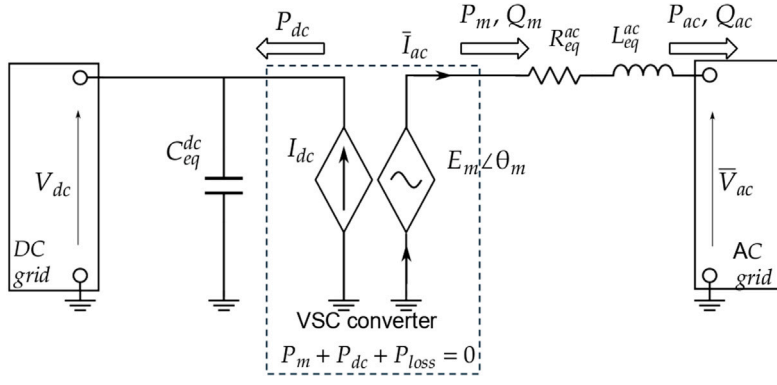 P_dc
P_m, Q_m
P_ac, Q_ac
Ī_ac
R_eq^ac
L_eq^ac
C_eq^dc
I_dc
E_m∠θ_m
V_dc
V̅_ac
DC
grid
AC
grid
VSC converter
P_m + P_dc + P_loss = 0